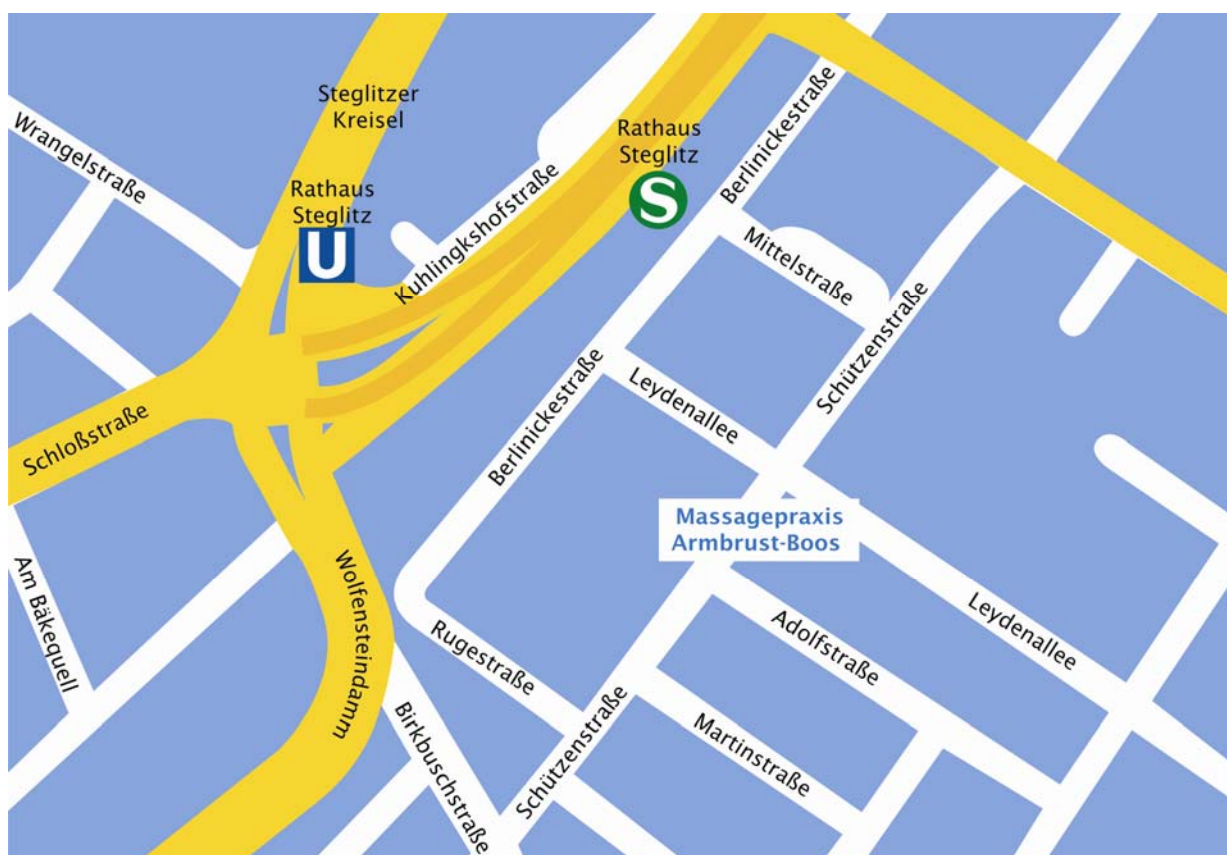 Steglitzer
Kreisel
Wrangelstraße
Rathaus
Steglitz
U
Kuhlingkshofstraße
Rathaus
Steglitz
S
Berlinickestraße
Mittelstraße
Schützenstraße
Leydenallee
Berlinickestraße
Schloßstraße
Massagepraxis
Armbrust-Boos
Am Bäkequell
Wolfensteindamm
Rugestraße
Adolfstraße
Leydenallee
Birkbuschstraße
Schützenstraße
Martinstraße